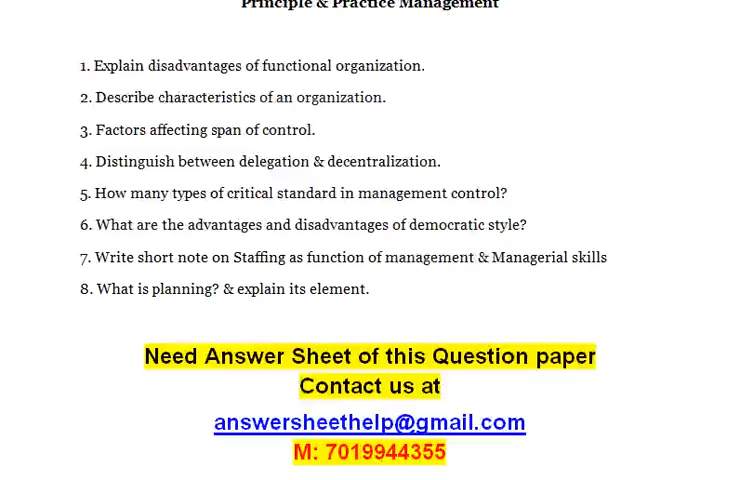 Principle & Practice Management
1. Explain disadvantages of functional organization.
2. Describe characteristics of an organization.
3. Factors affecting span of control.
4. Distinguish between delegation & decentralization.
5. How many types of critical standard in management control?
6. What are the advantages and disadvantages of democratic style?
7. Write short note on Staffing as function of management & Managerial skills
8. What is planning? & explain its element.
Need Answer Sheet of this Question paper
Contact us at
answersheethelp@gmail.com
M: 7019944355